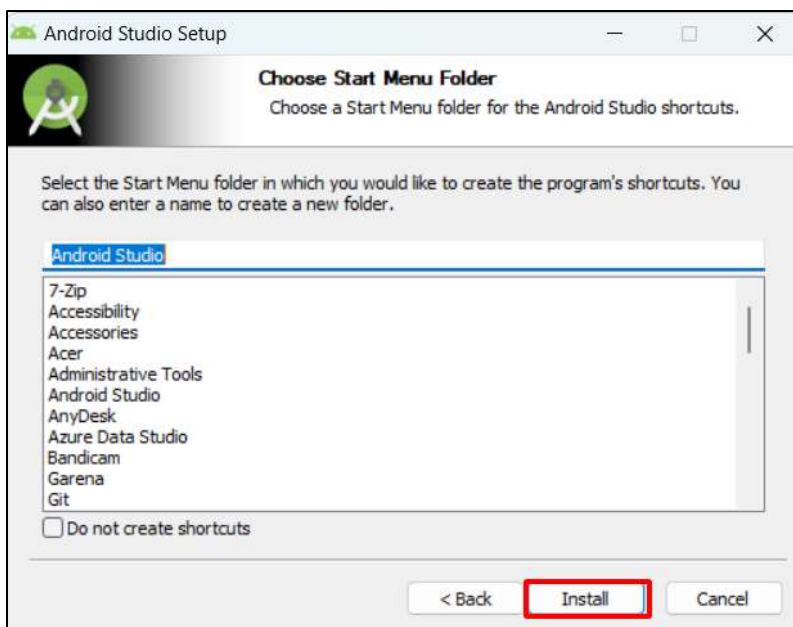 Android Studio Setup
Choose Start Menu Folder
Choose a Start Menu folder for the Android Studio shortcuts.
Select the Start Menu folder in which you would like to create the program's shortcuts. You
can also enter a name to create a new folder.
Android Studio
7-Zip
Accessibility
Accessories
Acer
Administrative Tools
Android Studio
AnyDesk
Azure Data Studio
Bandicam
Garena
Git
Do not create shortcuts
< Back Install Cancel